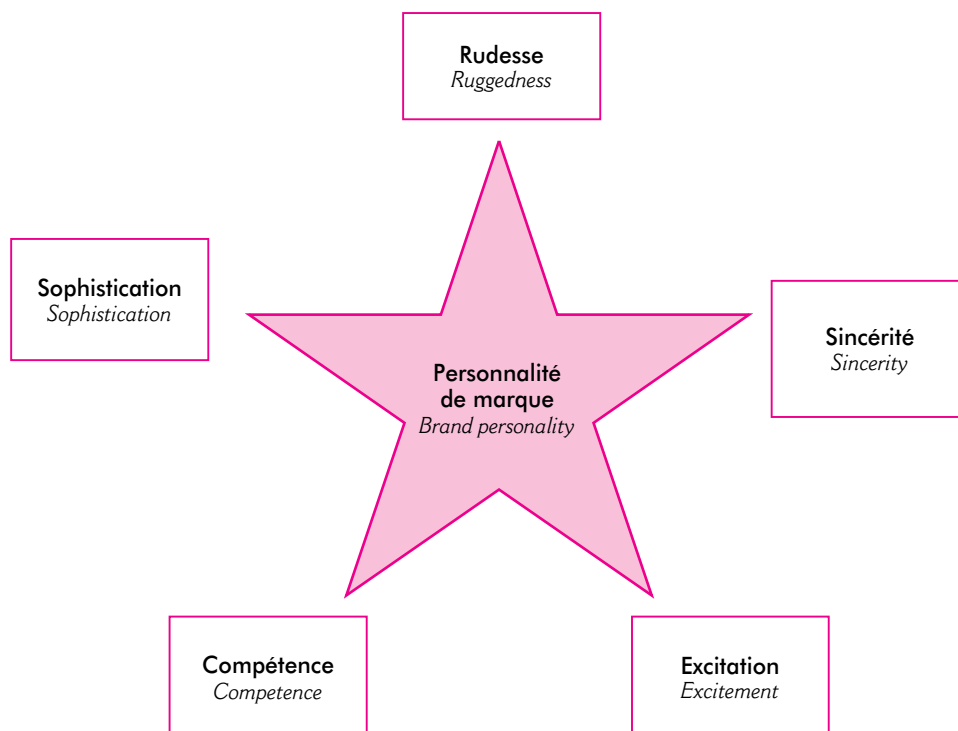 Rudesse
Ruggedness
Sophistication
Sophistication
Sincérité
Sincerity
Personnalité
de marque
Brand personality
Compétence
Competence
Excitation
Excitement